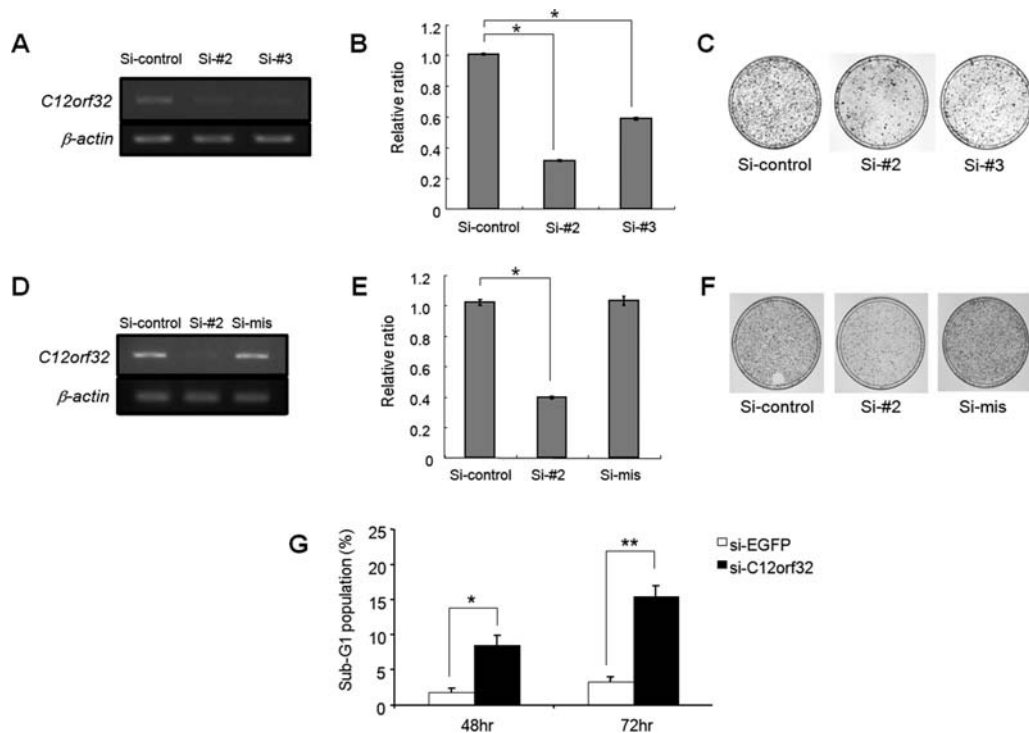 A
Si-control Si-#2 Si-#3
C12orf32
β-actin
B
*
*
Relative ratio
1.2
1.0
0.8
0.6
0.4
0.2
0
Si-control Si-#2 Si-#3
C
Si-control Si-#2 Si-#3
D
Si-control Si-#2 Si-mis
C12orf32
β-actin
E
*
Relative ratio
1.2
1.0
0.8
0.6
0.4
0.2
0
Si-control Si-#2 Si-mis
F
Si-control Si-#2 Si-mis
G
Sub-G1 population (%)
25
20
15
10
5
0
*
**
48hr 72hr
si-EGFP
si-C12orf32